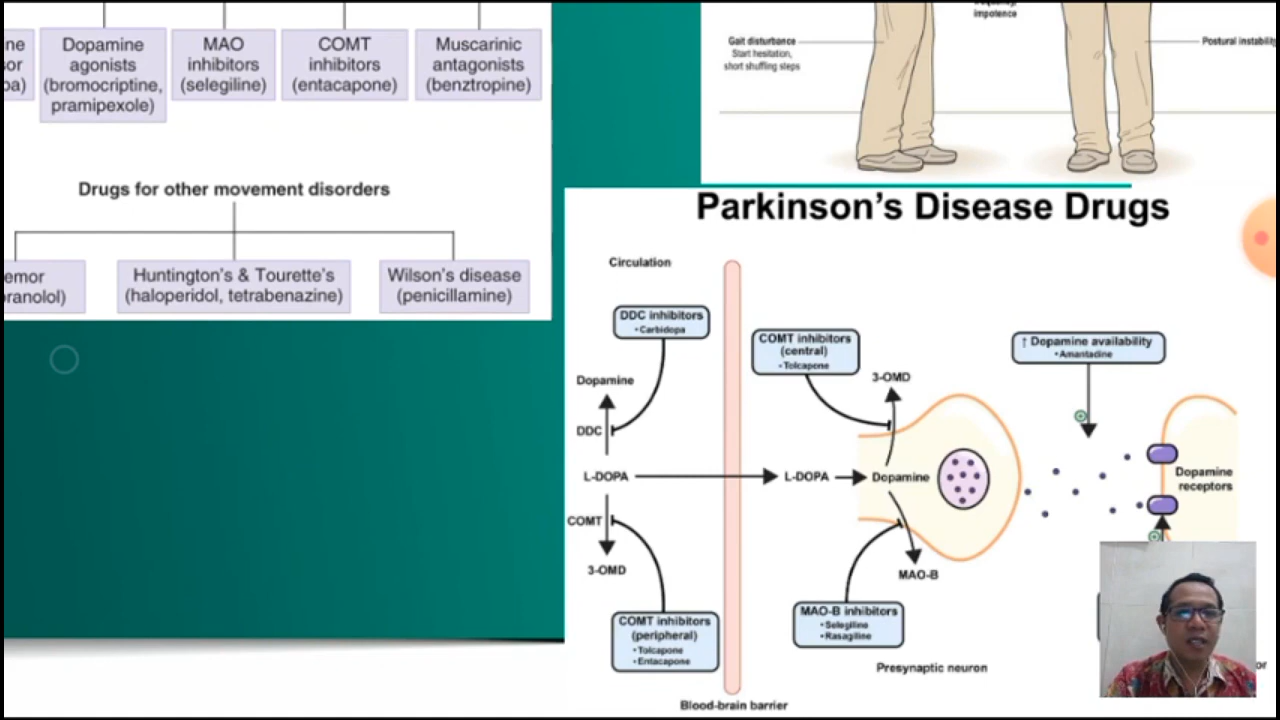 Dopamine
agonists
(bromocriptine,
pramipexole)
MAO
inhibitors
(selegiline)
COMT
inhibitors
(entacapone)
Muscarinic
antagonists
(benztropine)
Drugs for other movement disorders
Huntington's & Tourette's
(haloperidol, tetrabenazine)
Wilson's disease
(penicillamine)
impotence
Gait disturbance
Start hesitation,
short shuffling steps
Postural instability
Parkinson's Disease Drugs
Circulation
DDC inhibitors
• Carbidopa
Dopamine
DDC
L-DOPA
COMT
3-OMD
COMT inhibitors
(peripheral)
• Tolcapone
• Entacapone
Blood-brain barrier
COMT inhibitors
(central)
• Tolcapone
3-OMD
L-DOPA
Dopamine
MAO-B
MAO-B inhibitors
• Selegiline
• Rasagiline
Presynaptic neuron
↑ Dopamine availability
• Amantadine
Dopamine
receptors